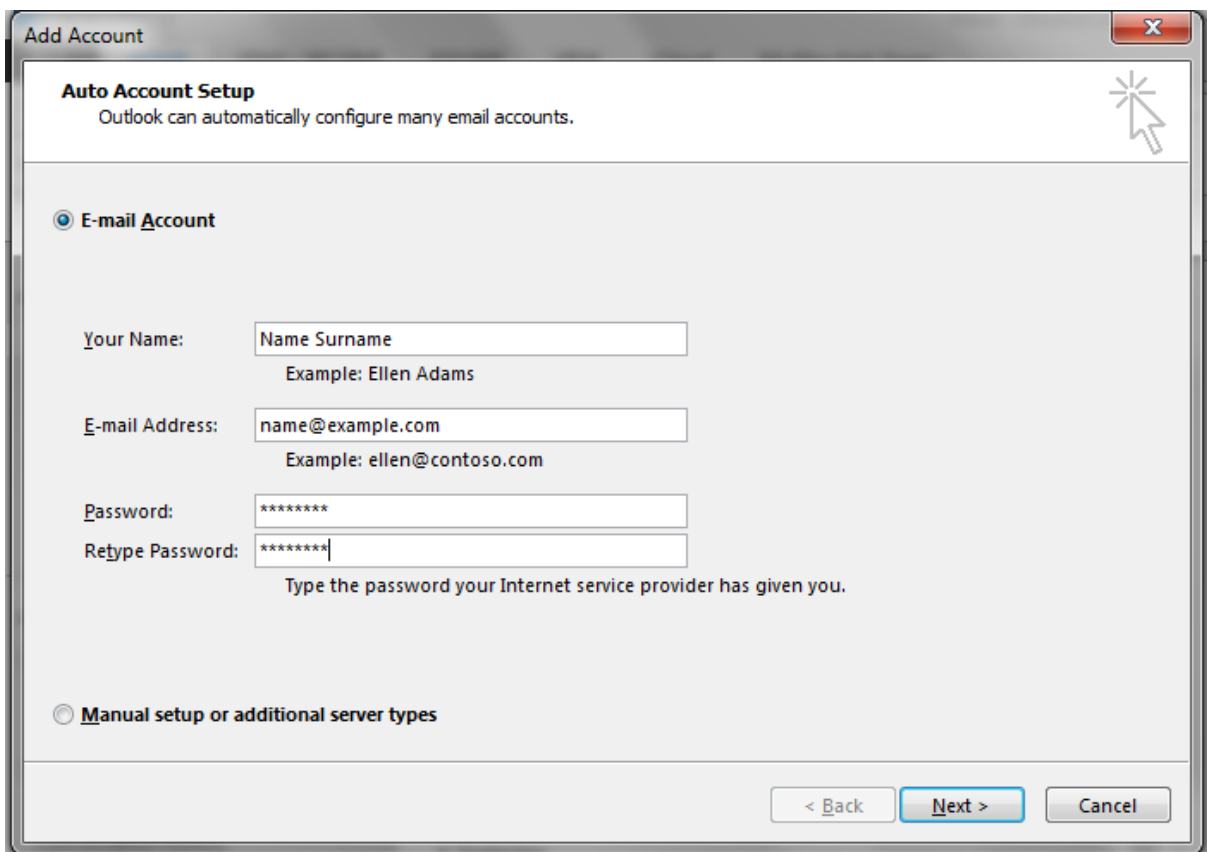 Add Account
Auto Account Setup
Outlook can automatically configure many email accounts.
E-mail Account
Your Name: Name Surname
Example: Ellen Adams
E-mail Address: name@example.com
Example: ellen@contoso.com
Password: ********
Retype Password: ********
Type the password your Internet service provider has given you.
Manual setup or additional server types
< Back Next > Cancel